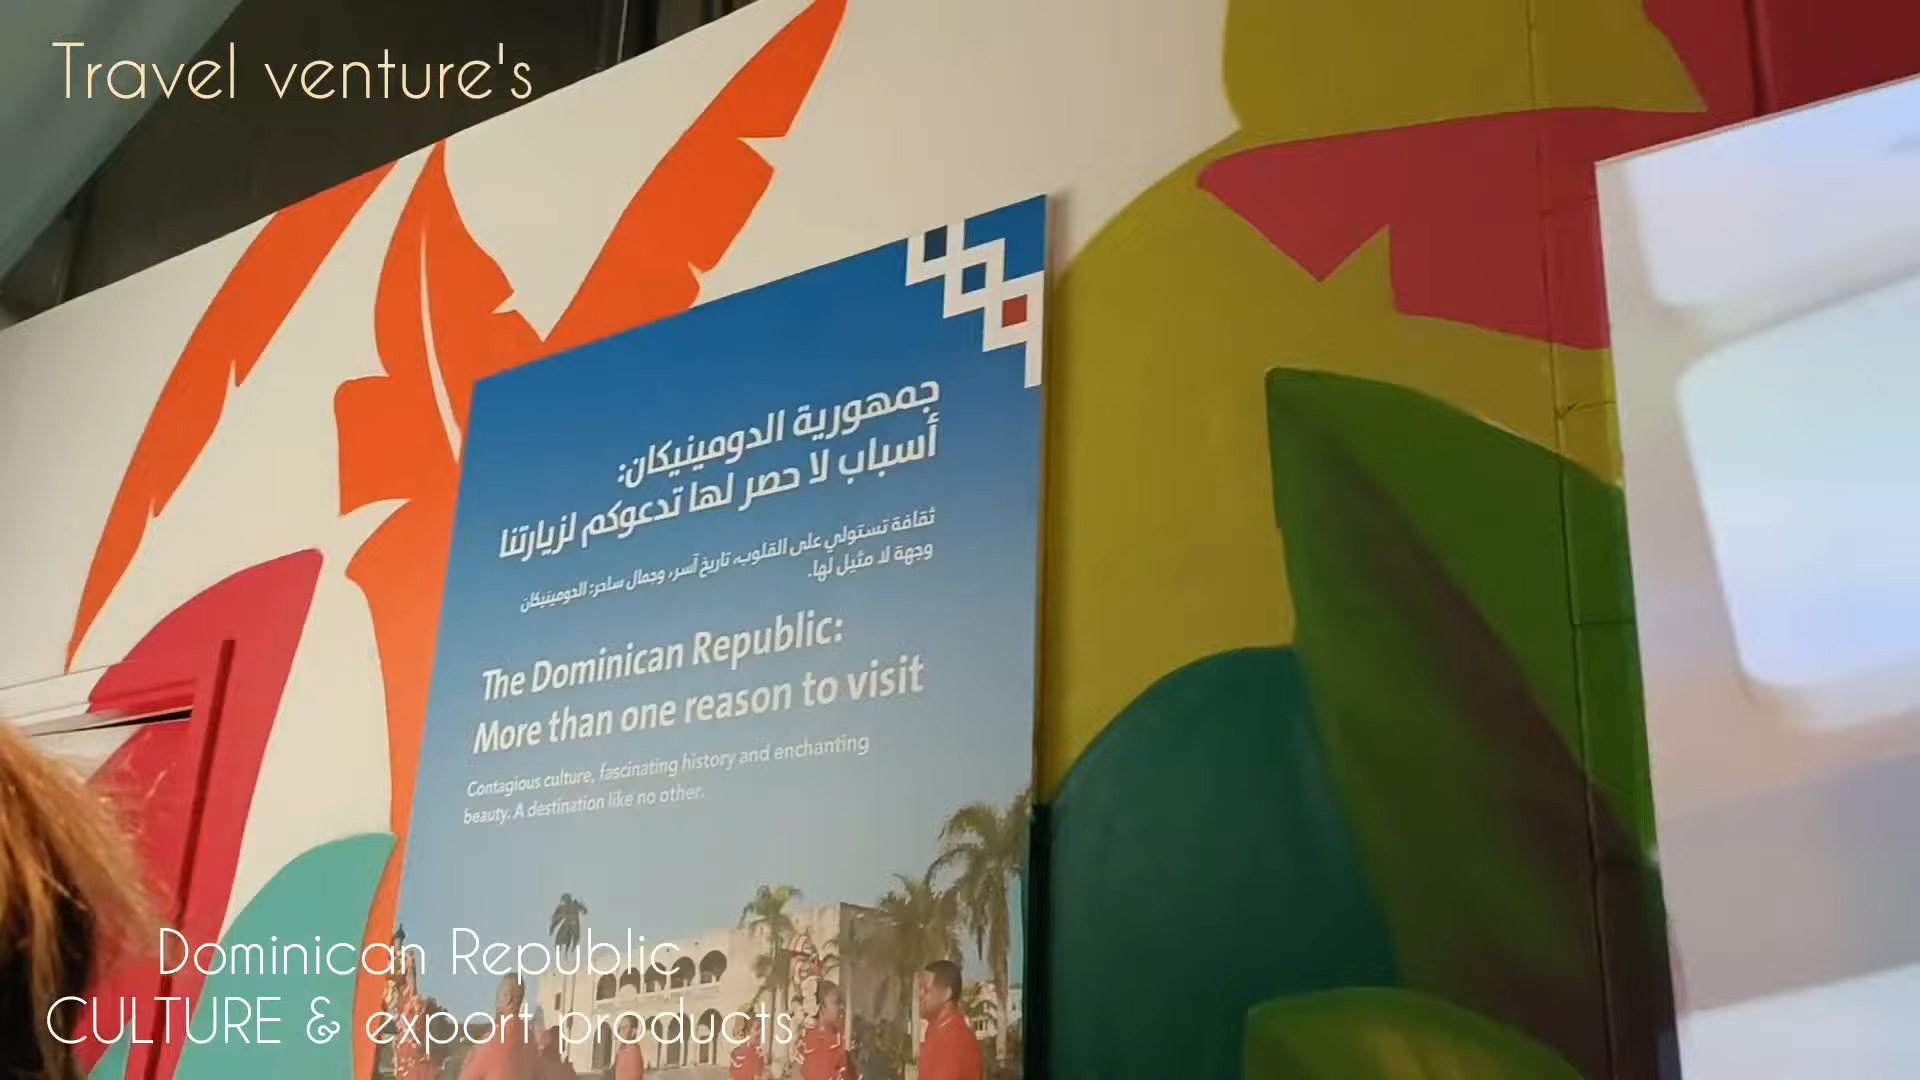 Travel venture's
جمهورية الدومينيكان:
أسباب لا حصر لها تدعوكم لزيارتنا
ثقافة تستولي على القلوب، تاريخ آسر، وجمال ساحر: الدومينيكان
وجهة لا مثيل لها.
The Dominican Republic:
More than one reason to visit
Contagious culture, fascinating history and enchanting
beauty. A destination like no other.
Dominican Republic
CULTURE & export products